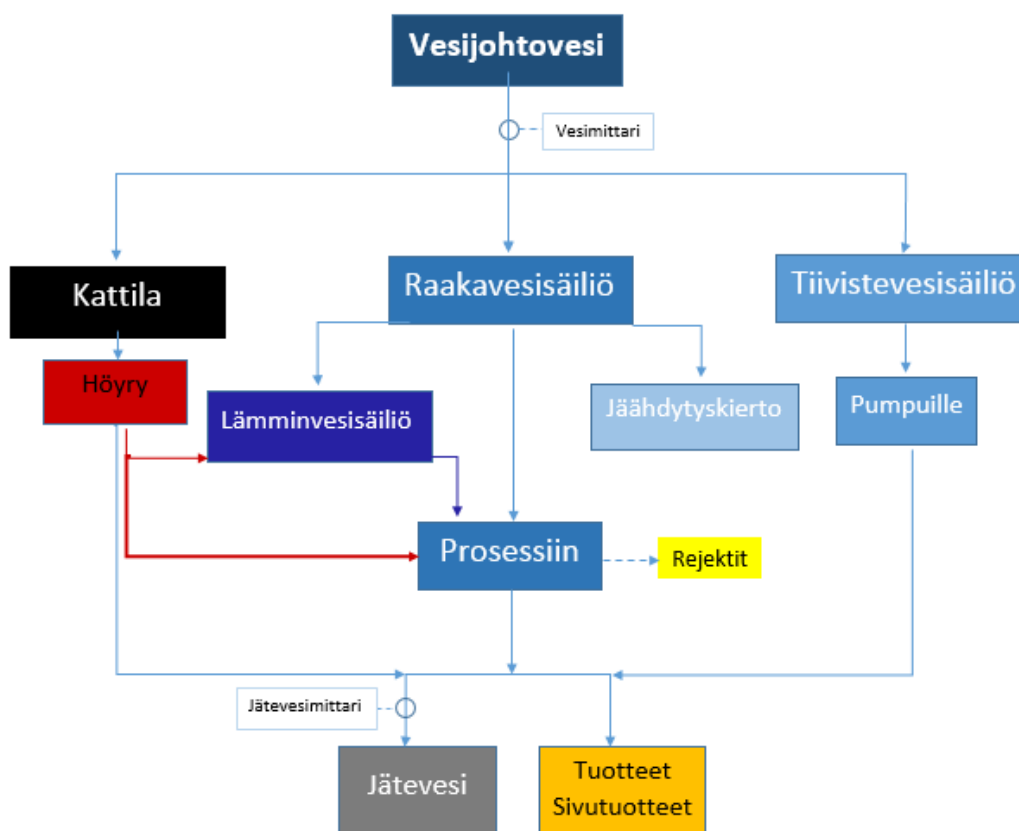 Vesijohtovesi
Vesimittari
Kattila
Raakavesisäiliö
Tiivistevesisäiliö
Höyry
Lämminvesisäiliö
Jäähdytyskierto
Pumpuille
Prosessiin
Rejektit
Jätevesimittari
Jätevesi
Tuotteet
Sivutuotteet